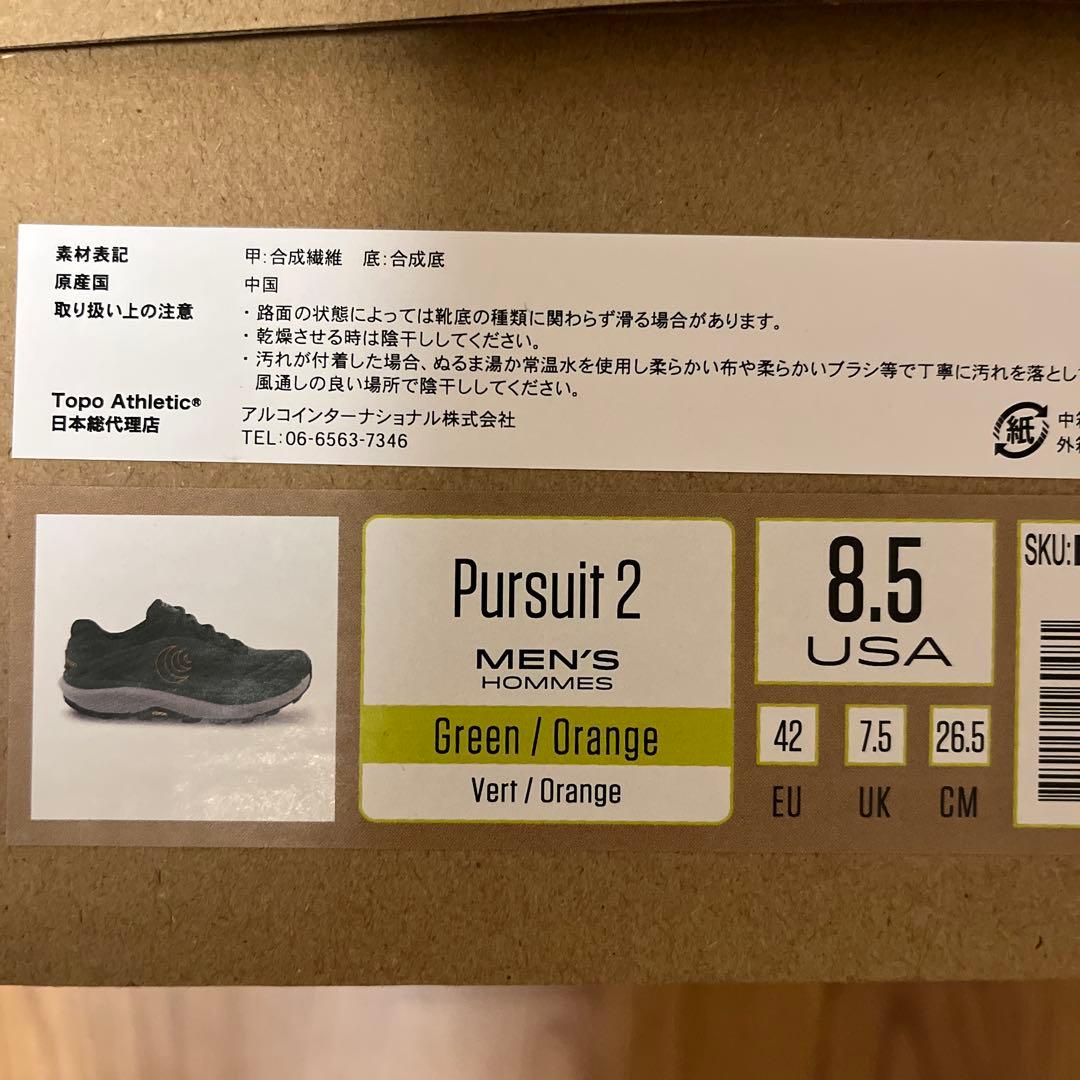 素材表記 甲:合成繊維 底:合成底
原産国 中国
取り扱い上の注意 ・路面の状態によっては靴底の種類に関わらず滑る場合があります。
・乾燥させる時は陰干ししてください。
・汚れが付着した場合、ぬるま湯か常温水を使用し柔らかい布や柔らかいブラシ等で丁寧に汚れを落とし
風通しの良い場所で陰干ししてください。
Topo Athletic® アルコインターナショナル株式会社
日本総代理店 TEL:06-6563-7346
紙
中
外
Pursuit 2
MEN'S
HOMMES
Green / Orange
Vert / Orange
8.5
USA
42 7.5 26.5
EU UK CM
SKU: